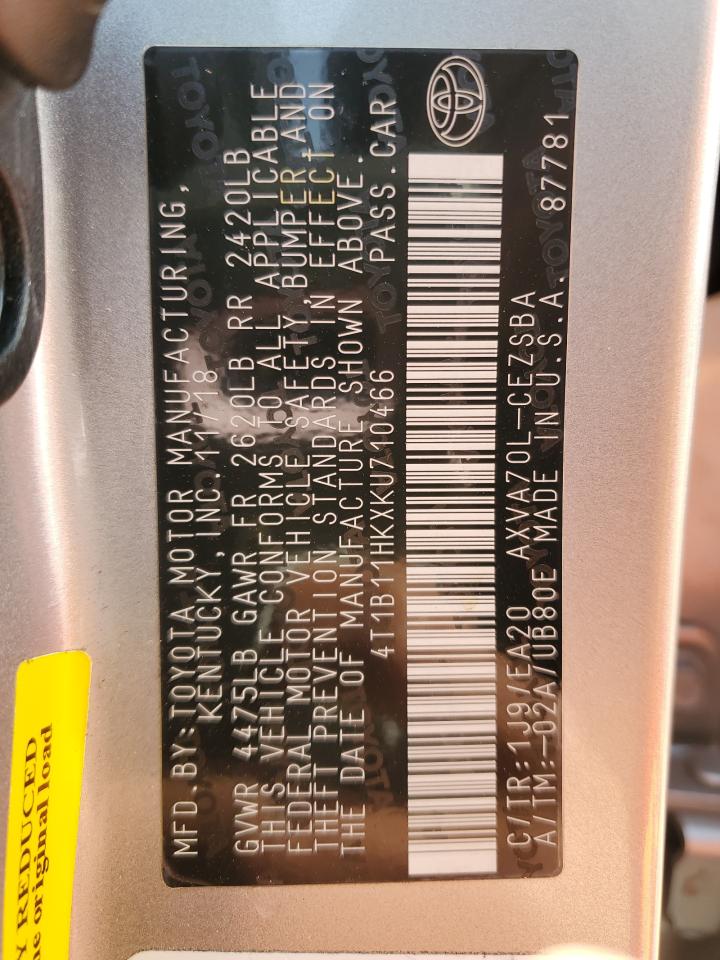 MFD.BY:TOYOTA MOTOR MANUFACTURING,
KENTUCKY,INC.11/18
GVWR 4475LB GAWR FR 2620LB RR 2420LB
THIS VEHICLE CONFORMS TO ALL APPLICABLE
FEDERAL MOTOR VEHICLE SAFETY,BUMPER,AND
THEFT PREVENTION STANDARDS IN EFFECT ON
THE DATE OF MANUFACTURE SHOWN ABOVE.
4T1B11HKXKU710466 PASS.CAR
C/TR:1J9/EA20 AXVA70L-CEZSBA
A/TM:-02A/UB80E MADE IN U.S.A. 87781
REDUCED
original load